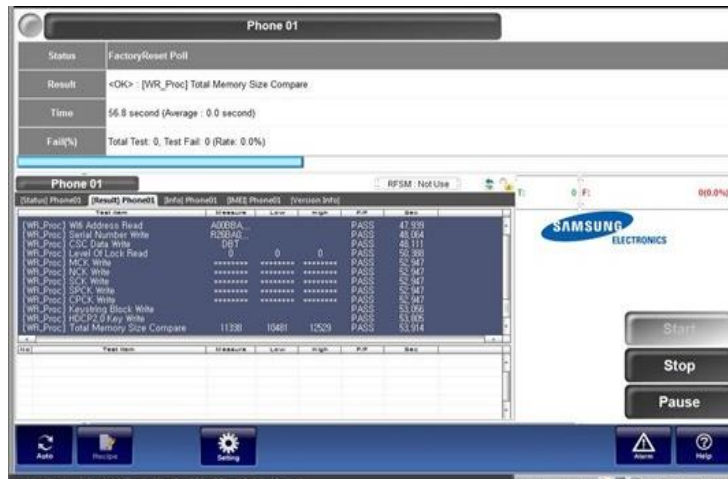 Phone 01
Status FactoryReset Poll
Result <OK> : [WR_Proc] Total Memory Size Compare
Time 56.8 second (Average : 0.0 second)
Fail(%) Total Test: 0, Test Fail: 0 (Rate: 0.0%)
Phone 01 RFSM : Not Use T: 0 F: 0(0.0%)
[Status] Phone01 [Result] Phone01 [Info] Phone01 [IMEI] Phone01 [Version Info]
Test Item Measure Low High P/F Sec
[WR_Proc] Wifi Address Read A00BBA... PASS 47,939
[WR_Proc] Serial Number Write R26BA0... PASS 48,064
[WR_Proc] CSC Data Write DBT PASS 48,111
[WR_Proc] Level Of Lock Read 0 0 0 PASS 50,388
[WR_Proc] MCK Write ******** ******** ******** PASS 52,947
[WR_Proc] NCK Write ******** ******** ******** PASS 52,947
[WR_Proc] SCK Write ******** ******** ******** PASS 52,947
[WR_Proc] SPCK Write ******** ******** ******** PASS 52,947
[WR_Proc] CPCK Write ******** ******** ******** PASS 52,947
[WR_Proc] Keystring Block Write PASS 53,056
[WR_Proc] HDCP2.0 Key Write PASS 53,805
[WR_Proc] Total Memory Size Compare 11338 10481 12529 PASS 53,914
SAMSUNG
ELECTRONICS
No Test Item Measure Low High P/F Sec
Start
Stop
Pause
Auto Recipe Setting Alarm Help